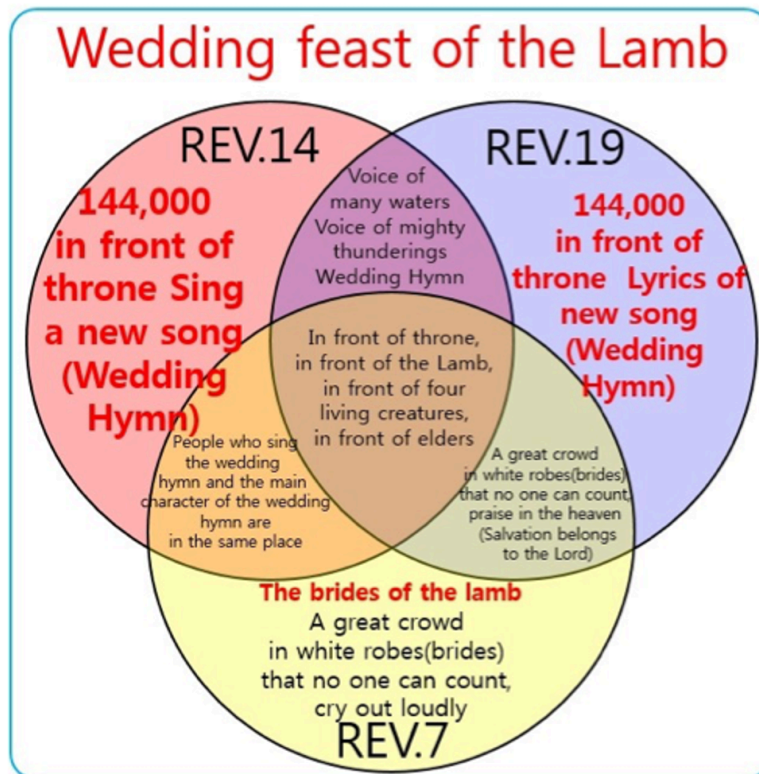 Wedding feast of the Lamb
REV.14
144,000
in front of
throne Sing
a new song
(Wedding
Hymn)
Voice of
many waters
Voice of mighty
thunderings
Wedding Hymn
REV.19
144,000
in front of
throne Lyrics of
new song
(Wedding
Hymn)
In front of throne,
in front of the Lamb,
in front of four
living creatures,
in front of elders
People who sing
the wedding
hymn and the main
character of the wedding
hymn are
in the same place
A great crowd
in white robes(brides)
that no one can count,
praise in the heaven
(Salvation belongs
to the Lord)
The brides of the lamb
A great crowd
in white robes(brides)
that no one can count,
cry out loudly
REV.7